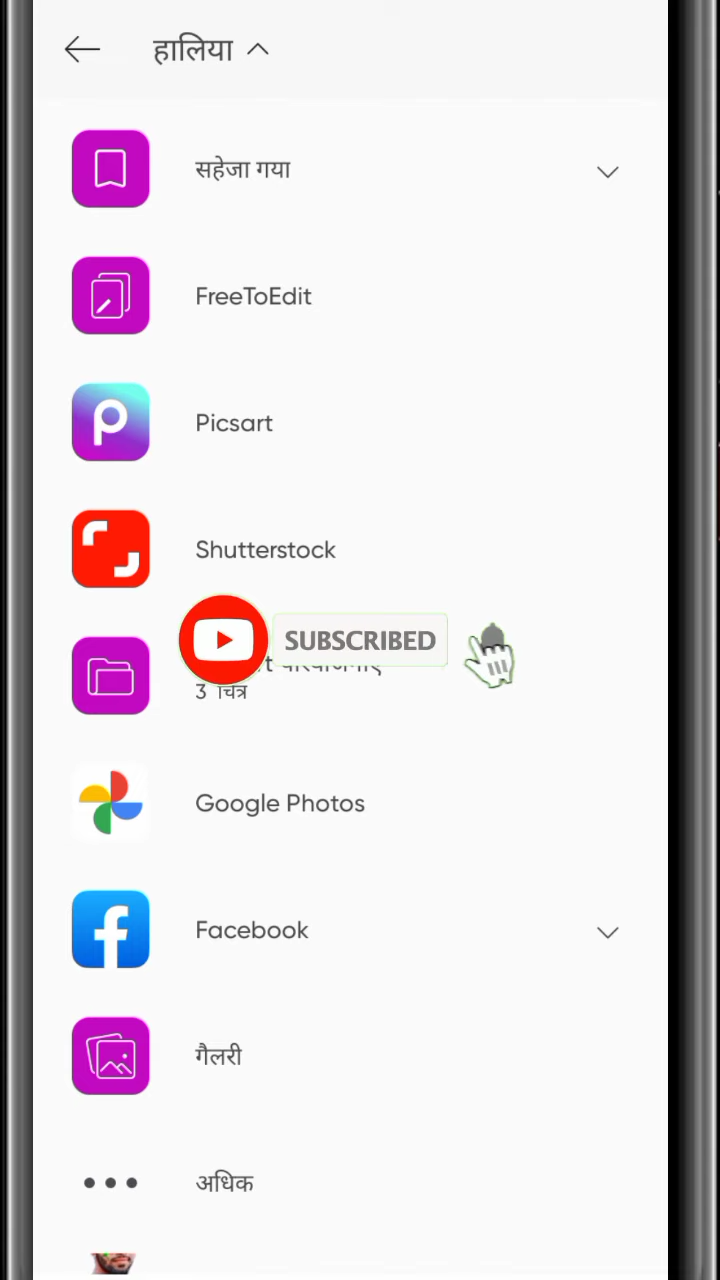 हालिया
सहेजा गया
FreeToEdit
Picsart
Shutterstock
SUBSCRIBED
3 चित्र
Google Photos
Facebook
गैलरी
अधिक